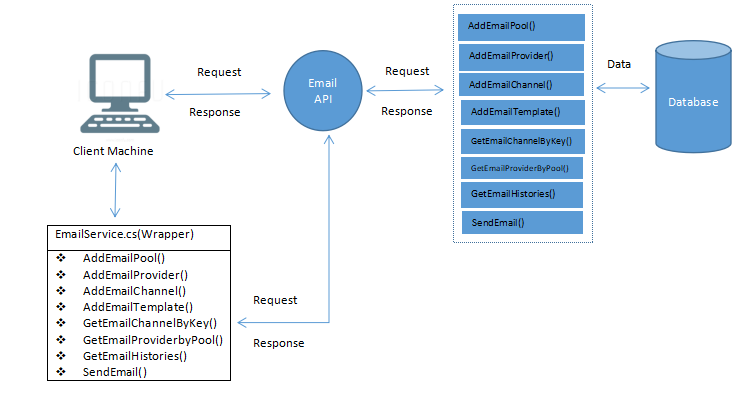 Request
Response
Client Machine
Email
API
Request
Response
AddEmailPool()
AddEmailProvider()
AddEmailChannel()
AddEmailTemplate()
GetEmailChannelByKey()
GetEmailProviderByPool()
GetEmailHistories()
SendEmail()
Data
Database
EmailService.cs(Wrapper)
❖ AddEmailPool()
❖ AddEmailProvider()
❖ AddEmailChannel()
❖ AddEmailTemplate()
❖ GetEmailChannelByKey()
❖ GetEmailProviderbyPool()
❖ GetEmailHistories()
❖ SendEmail()
Request
Response